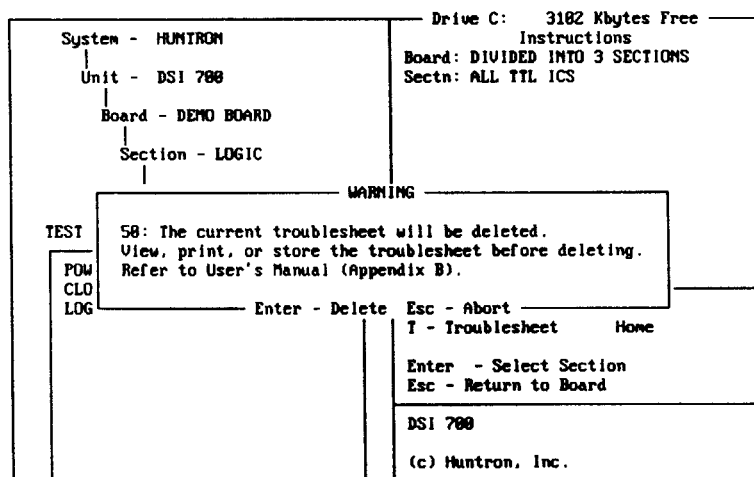 Drive C: 3102 Kbytes Free
System - HUNTRON
Instructions
Board: DIVIDED INTO 3 SECTIONS
Unit - DSI 700
Sectn: ALL TTL ICS
Board - DEMO BOARD
Section - LOGIC
WARNING
TEST
50: The current troublesheet will be deleted.
View, print, or store the troublesheet before deleting.
POW
Refer to User's Manual (Appendix B).
CLO
LOG
Enter - Delete Esc - Abort
T - Troublesheet Home
Enter - Select Section
Esc - Return to Board
DSI 700
(c) Huntron, Inc.